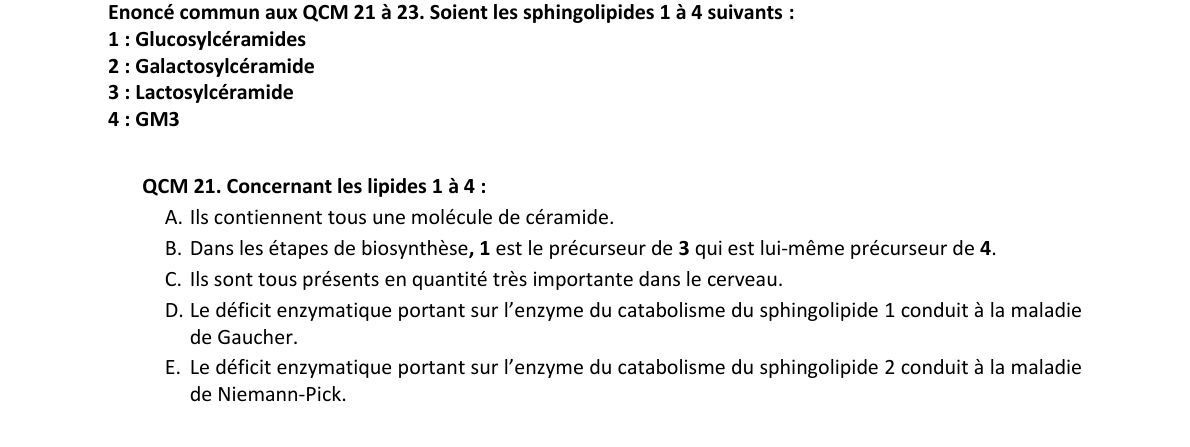 Enoncé commun aux QCM 21 à 23. Soient les sphingolipides 1 à 4 suivants :
1 : Glucosylcéramides
2 : Galactosylcéramide
3 : Lactosylcéramide
4 : GM3
QCM 21. Concernant les lipides 1 à 4 :
A. Ils contiennent tous une molécule de céramide.
B. Dans les étapes de biosynthèse, 1 est le précurseur de 3 qui est lui-même précurseur de 4.
C. Ils sont tous présents en quantité très importante dans le cerveau.
D. Le déficit enzymatique portant sur l’enzyme du catabolisme du sphingolipide 1 conduit à la maladie
de Gaucher.
E. Le déficit enzymatique portant sur l’enzyme du catabolisme du sphingolipide 2 conduit à la maladie
de Niemann-Pick.